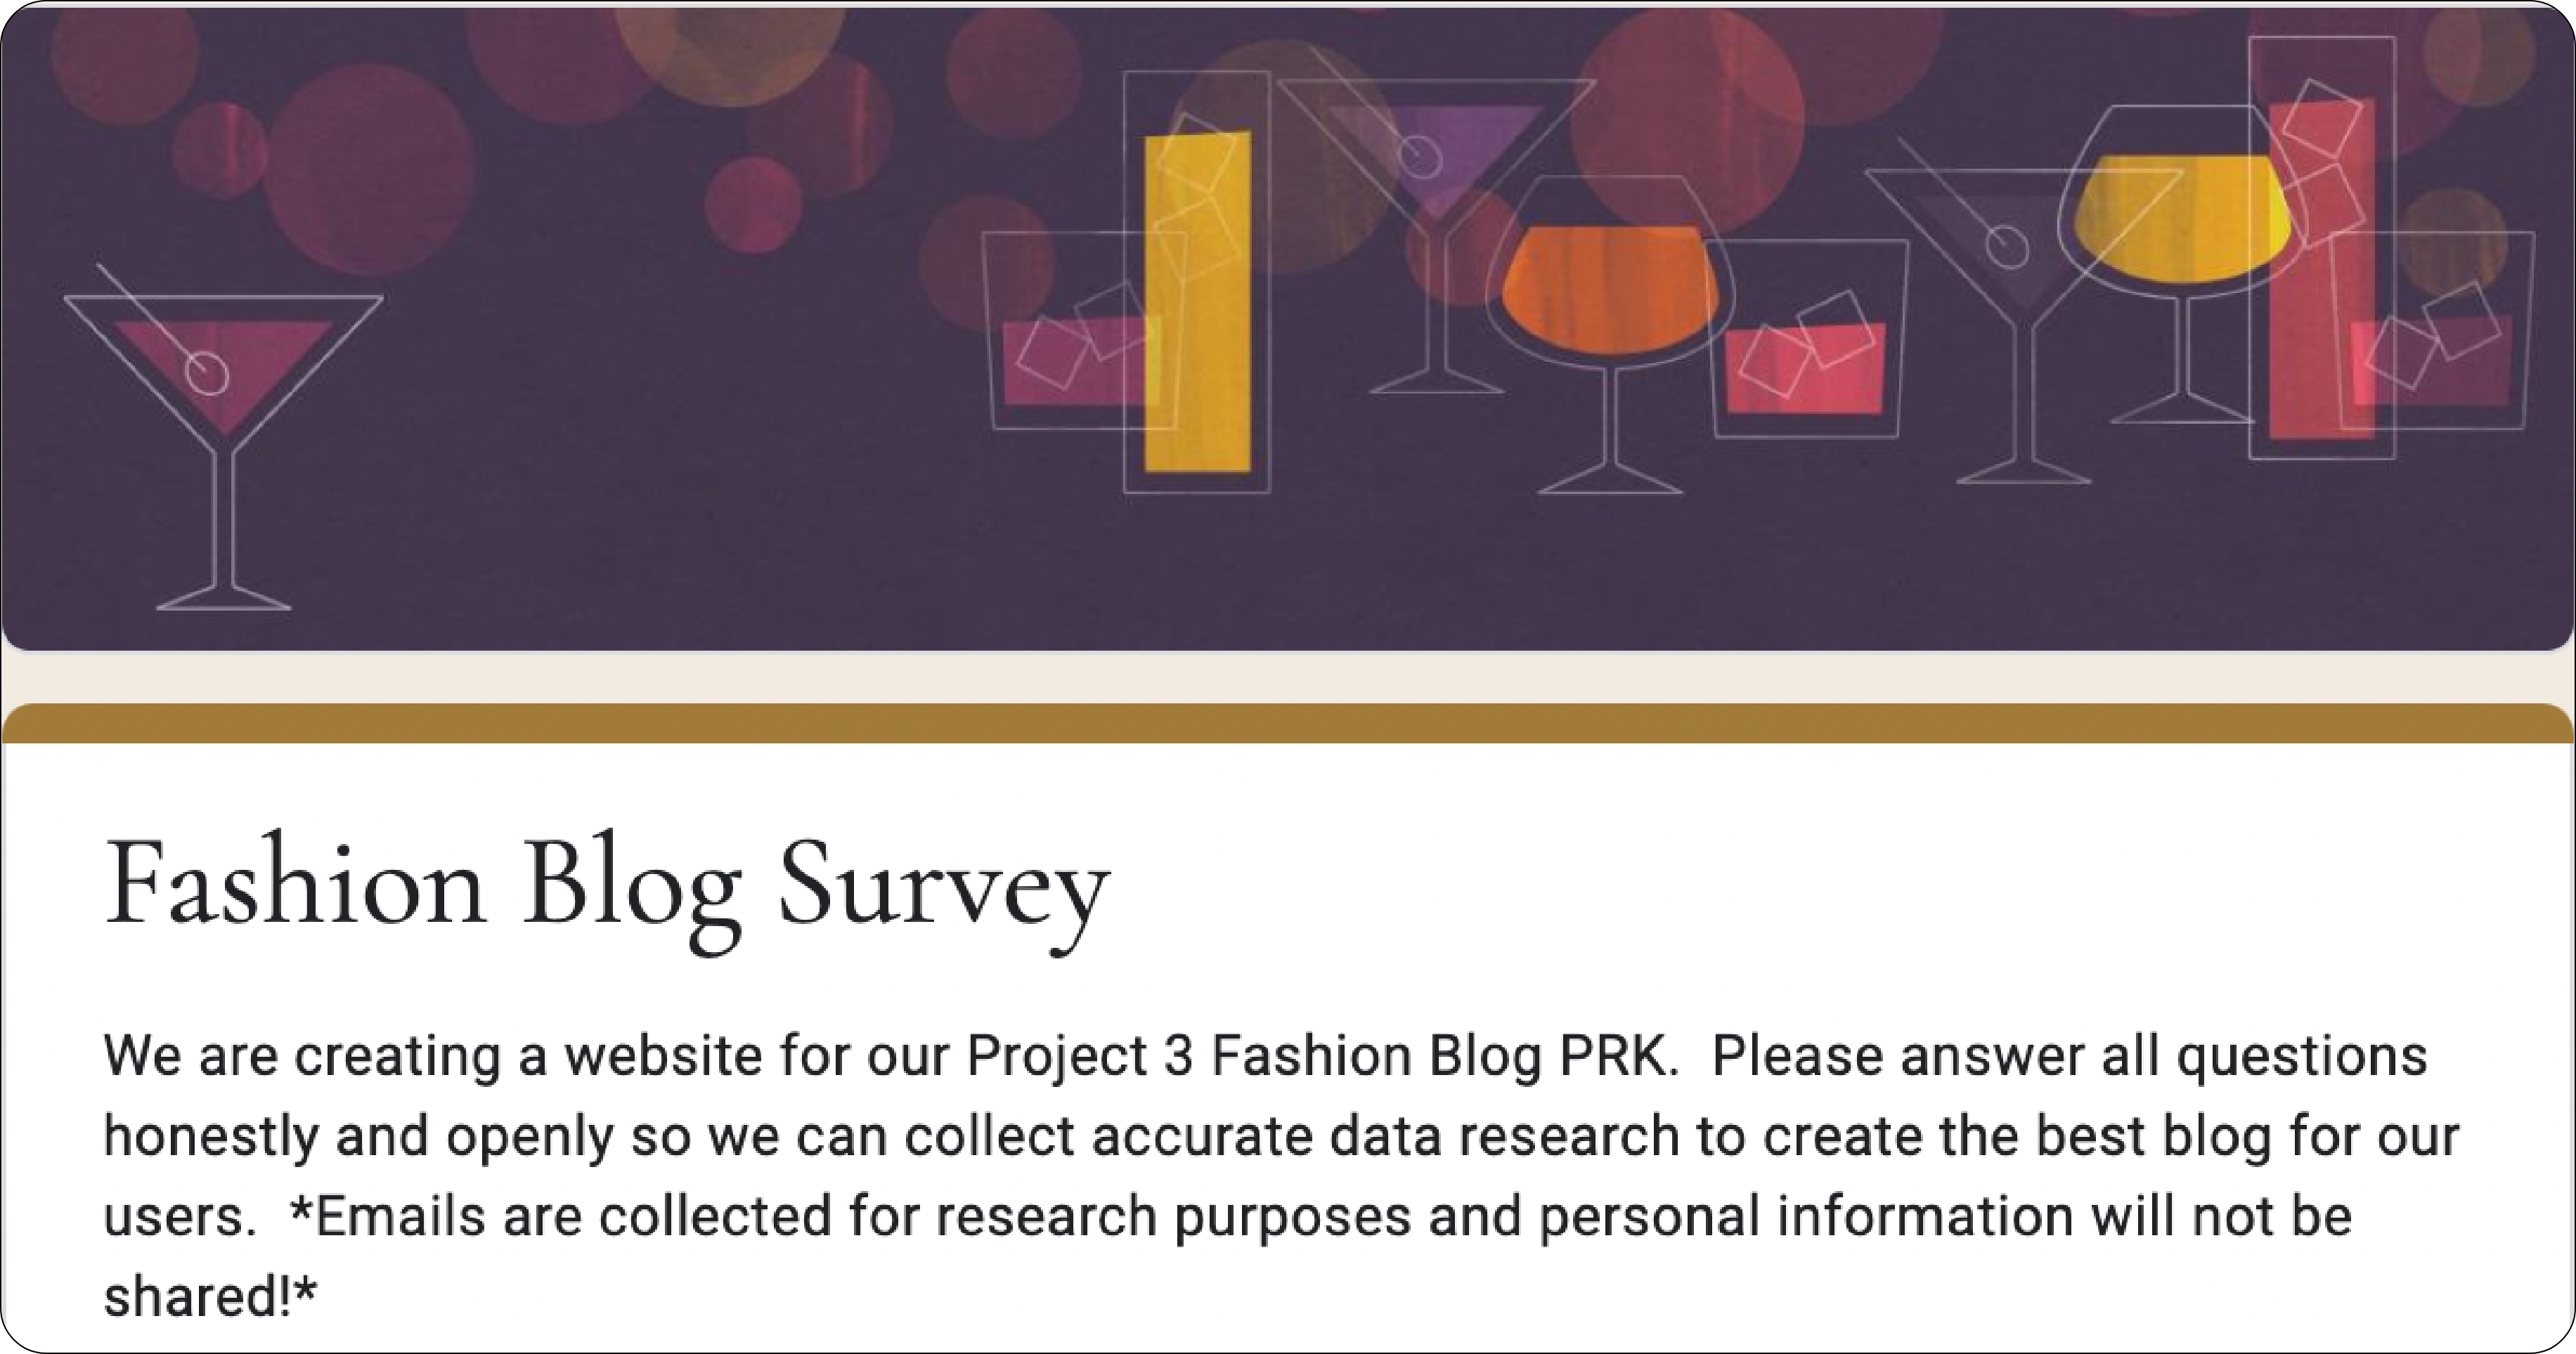 Fashion Blog Survey
We are creating a website for our Project 3 Fashion Blog PRK.  Please answer all questions
honestly and openly so we can collect accurate data research to create the best blog for our
users.  *Emails are collected for research purposes and personal information will not be
shared!*